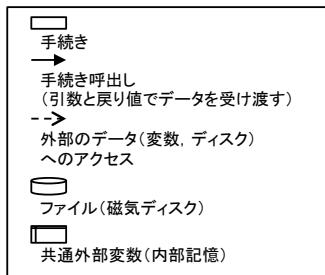 手続き
手続き呼出し
(引数と戻り値でデータを受け渡す)
外部のデータ(変数, ディスク)
へのアクセス
ファイル(磁気ディスク)
共通外部変数(内部記憶)